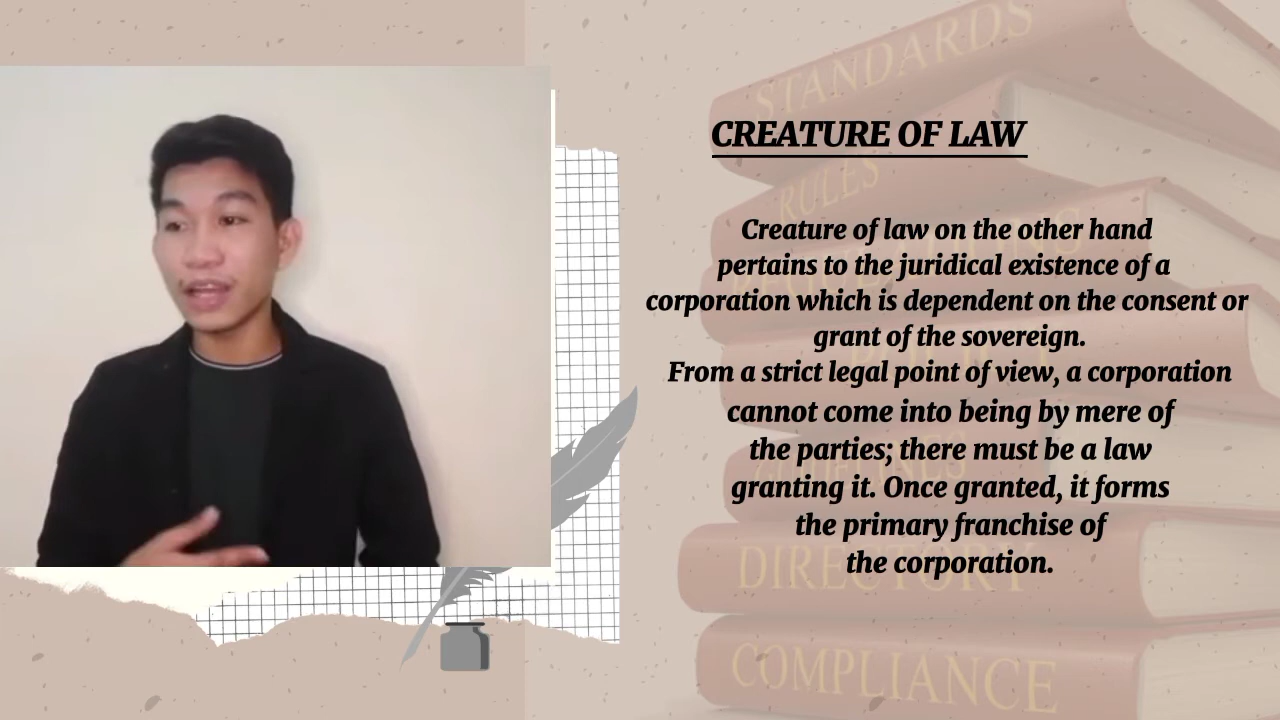 STANDARDS
CREATURE OF LAW
RULES
Creature of law on the other hand
pertains to the juridical existence of a
corporation which is dependent on the consent or
grant of the sovereign.
From a strict legal point of view, a corporation
cannot come into being by mere of
the parties; there must be a law
granting it. Once granted, it forms
the primary franchise of
the corporation.
DIRECTORY
COMPLIANCE